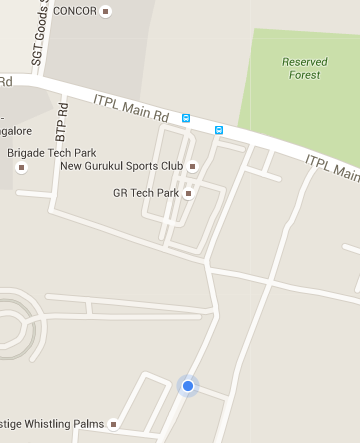 CONCOR
SGT Goods S
Rd
ITPL Main Rd
Reserved
Forest
BTP Rd
galore
Brigade Tech Park
New Gurukul Sports Club
ITPL Main
GR Tech Park
stige Whistling Palms